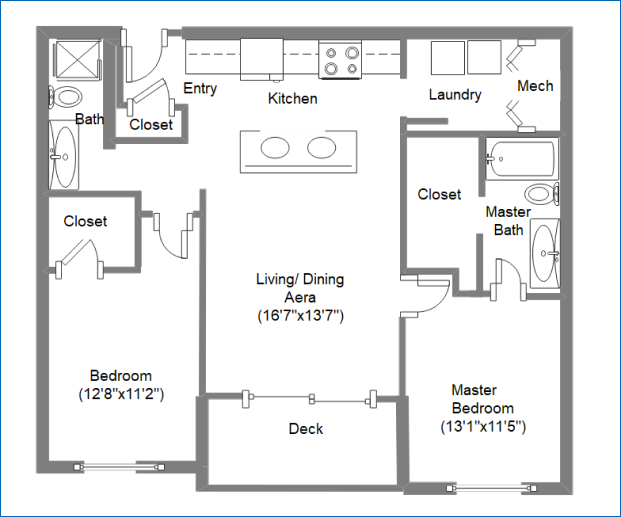 Entry
Kitchen
Laundry
Mech
Bath
Closet
Closet
Closet
Master
Bath
Living/ Dining
Aera
(16'7"x13'7")
Bedroom
(12'8"x11'2")
Master
Bedroom
(13'1"x11'5")
Deck